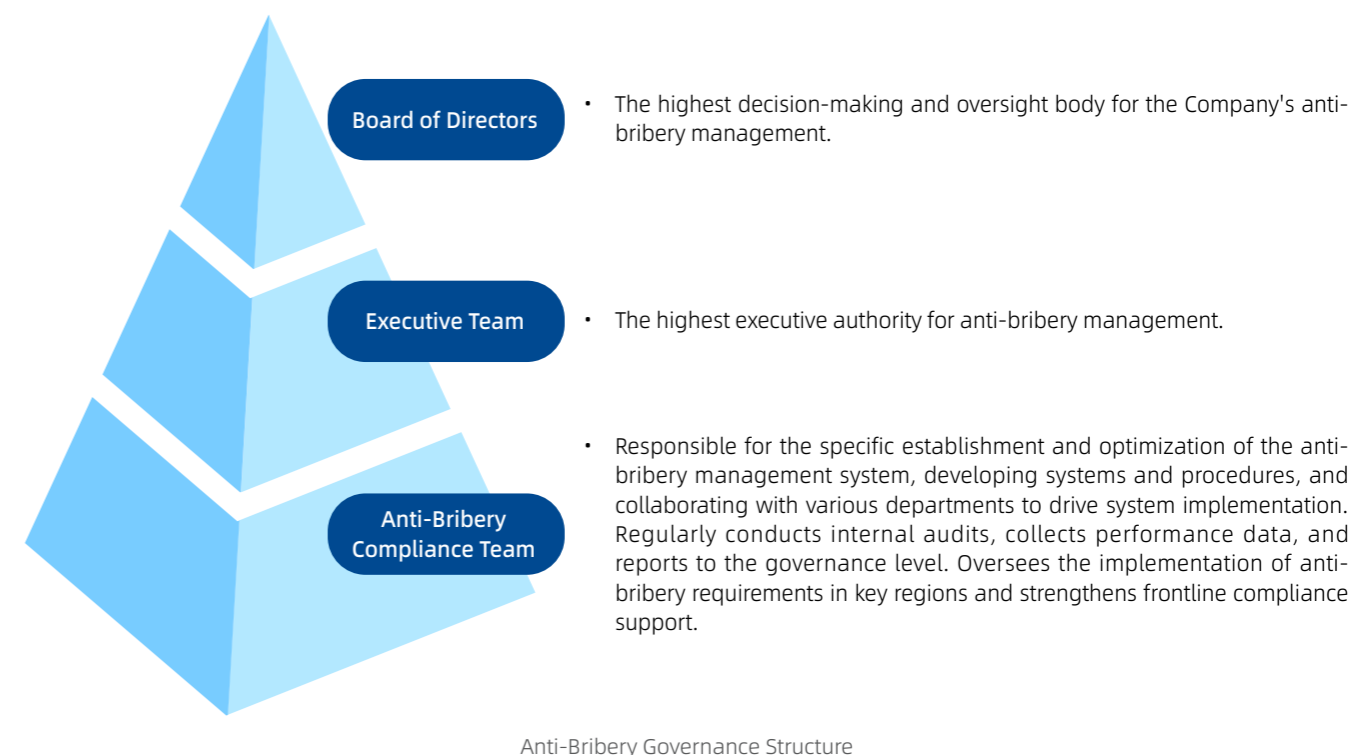 Board of Directors
• The highest decision-making and oversight body for the Company's anti-
bribery management.
Executive Team
• The highest executive authority for anti-bribery management.
Anti-Bribery
Compliance Team
• Responsible for the specific establishment and optimization of the anti-
bribery management system, developing systems and procedures, and
collaborating with various departments to drive system implementation.
Regularly conducts internal audits, collects performance data, and
reports to the governance level. Oversees the implementation of anti-
bribery requirements in key regions and strengthens frontline compliance
support.
Anti-Bribery Governance Structure